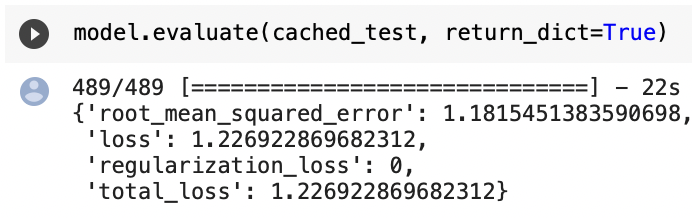 model.evaluate(cached_test, return_dict=True)
489/489 [==============================] - 22s
{'root_mean_squared_error': 1.1815451383590698,
 'loss': 1.226922869682312,
 'regularization_loss': 0,
 'total_loss': 1.226922869682312}